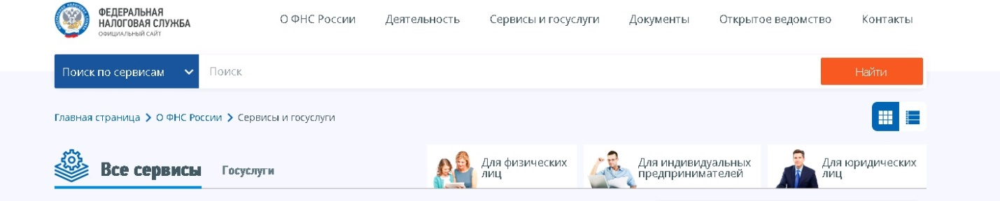 ФЕДЕРАЛЬНАЯ
НАЛОГОВАЯ СЛУЖБА
ОФИЦИАЛЬНЫЙ САЙТ
О ФНС России Деятельность Сервисы и госуслуги Документы Открытое ведомство Контакты
Поиск по сервисам Поиск Найти
Главная страница О ФНС России Сервисы и госуслуги
Все сервисы Госуслуги
Для физических
лиц
Для индивидуальных
предпринимателей
Для юридических
лиц